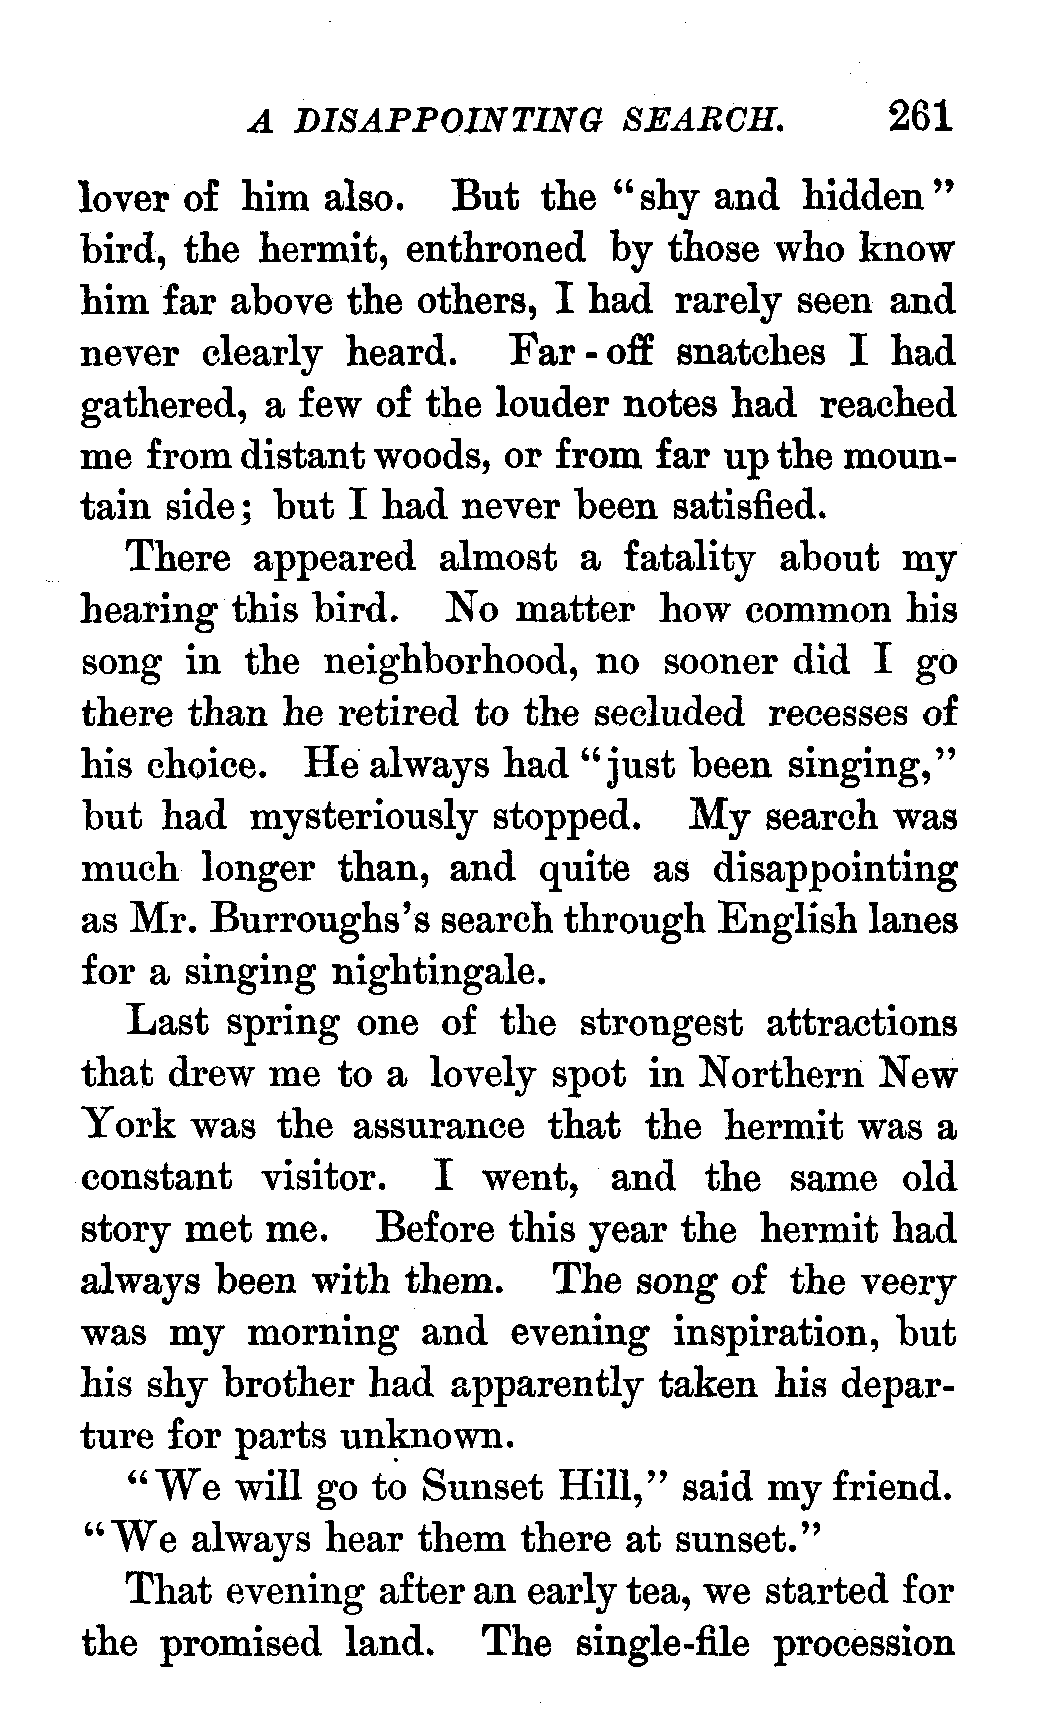 A DISAPPOINTING SEARCH. 261
lover of him also. But the "shy and hidden"
bird, the hermit, enthroned by those who know
him far above the others, I had rarely seen and
never clearly heard. Far-off snatches I had
gathered, a few of the louder notes had reached
me from distant woods, or from far up the moun-
tain side; but I had never been satisfied.
There appeared almost a fatality about my
hearing this bird. No matter how common his
song in the neighborhood, no sooner did I go
there than he retired to the secluded recesses of
his choice. He always had "just been singing,"
but had mysteriously stopped. My search was
much longer than, and quite as disappointing
as Mr. Burroughs's search through English lanes
for a singing nightingale.
Last spring one of the strongest attractions
that drew me to a lovely spot in Northern New
York was the assurance that the hermit was a
constant visitor. I went, and the same old
story met me. Before this year the hermit had
always been with them. The song of the veery
was my morning and evening inspiration, but
his shy brother had apparently taken his depar-
ture for parts unknown.
"We will go to Sunset Hill," said my friend.
"We always hear them there at sunset."
That evening after an early tea, we started for
the promised land. The single-file procession